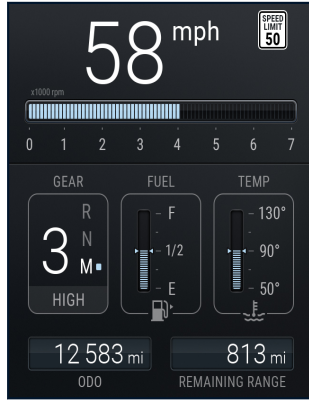 58 mph
SPEED
LIMIT
50
x1000 rpm
0 1 2 3 4 5 6 7
GEAR FUEL TEMP
R F 130°
3 N 1/2 90°
M E 50°
HIGH
12 583 mi 813 mi
ODO REMAINING RANGE